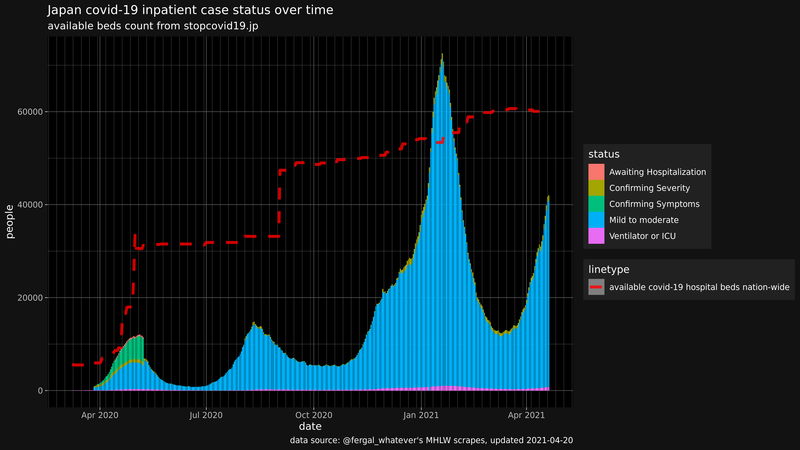 Japan covid-19 inpatient case status over time
available beds count from stopcovid19.jp
people
60000
40000
20000
0
Apr 2020
Jul 2020
Oct 2020
Jan 2021
Apr 2021
date
status
Awaiting Hospitalization
Confirming Severity
Confirming Symptoms
Mild to moderate
Ventilator or ICU
linetype
available covid-19 hospital beds nation-wide
data source: @fergal_whatever's MHLW scrapes, updated 2021-04-20